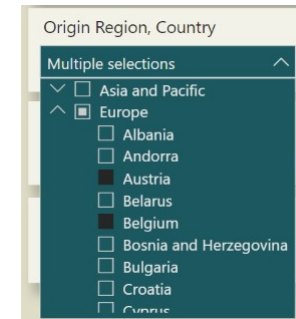 Origin Region, Country
Multiple selections
Asia and Pacific
Europe
Albania
Andorra
Austria
Belarus
Belgium
Bosnia and Herzegovina
Bulgaria
Croatia
Cyprus